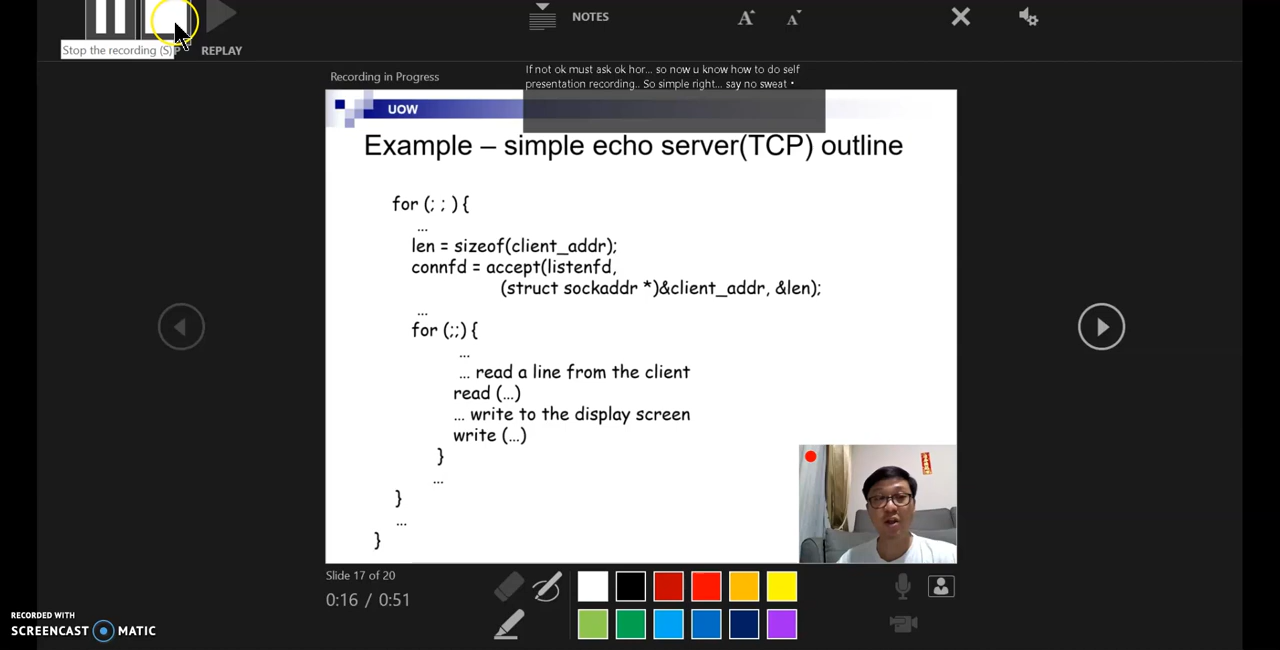 NOTES
A A
Stop the recording (S)
REPLAY
If not ok must ask ok hor... so now u know how to do self
presentation recording.. So simple right... say no sweat •
Recording in Progress
UOW
Example – simple echo server(TCP) outline
for (; ; ) {
...
len = sizeof(client_addr);
connfd = accept(listenfd,
(struct sockaddr *)&client_addr, &len);
...
for (;;) {
...
... read a line from the client
read (...)
... write to the display screen
write (...)
}
...
}
...
}
Slide 17 of 20
0:16 / 0:51
RECORDED WITH
SCREENCAST MATIC